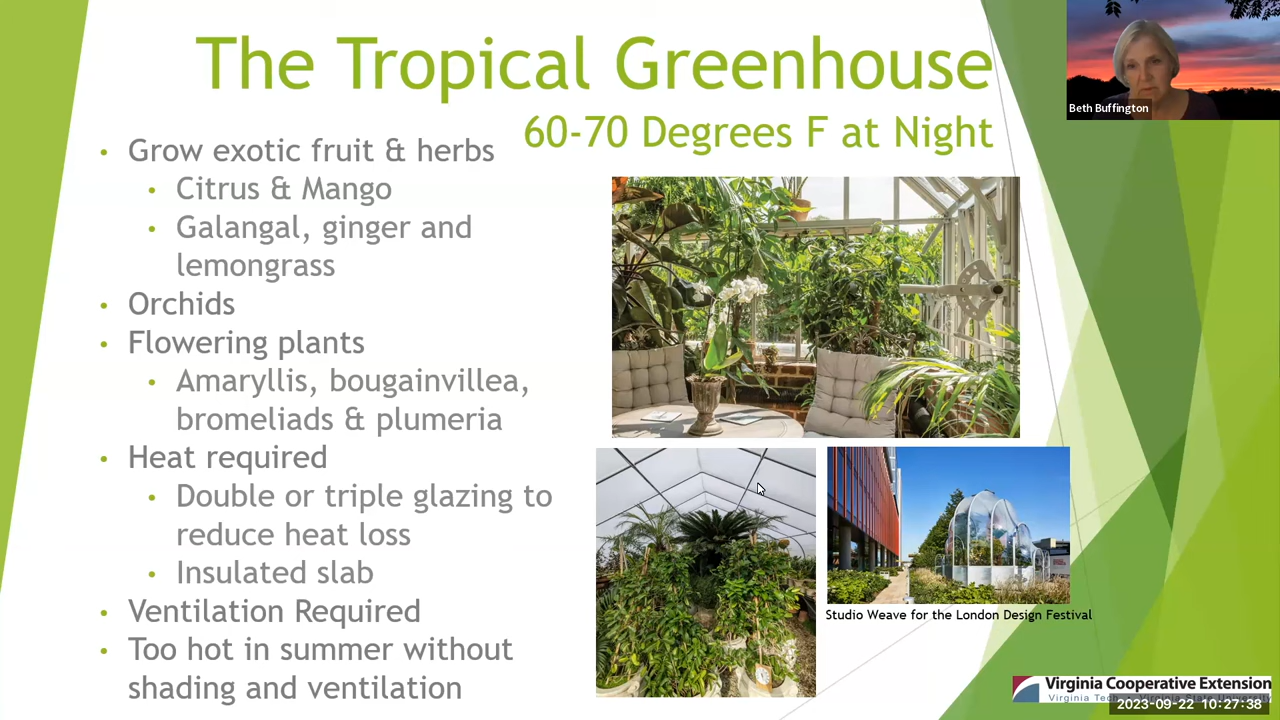 The Tropical Greenhouse
60-70 Degrees F at Night
• Grow exotic fruit & herbs
• Citrus & Mango
• Galangal, ginger and
lemongrass
• Orchids
• Flowering plants
• Amaryllis, bougainvillea,
bromeliads & plumeria
• Heat required
• Double or triple glazing to
reduce heat loss
• Insulated slab
• Ventilation Required
• Too hot in summer without
shading and ventilation
Beth Buffington
Studio Weave for the London Design Festival
Virginia Cooperative Extension
Virginia Tech • Virginia State University
2023-09-22 10:27:38